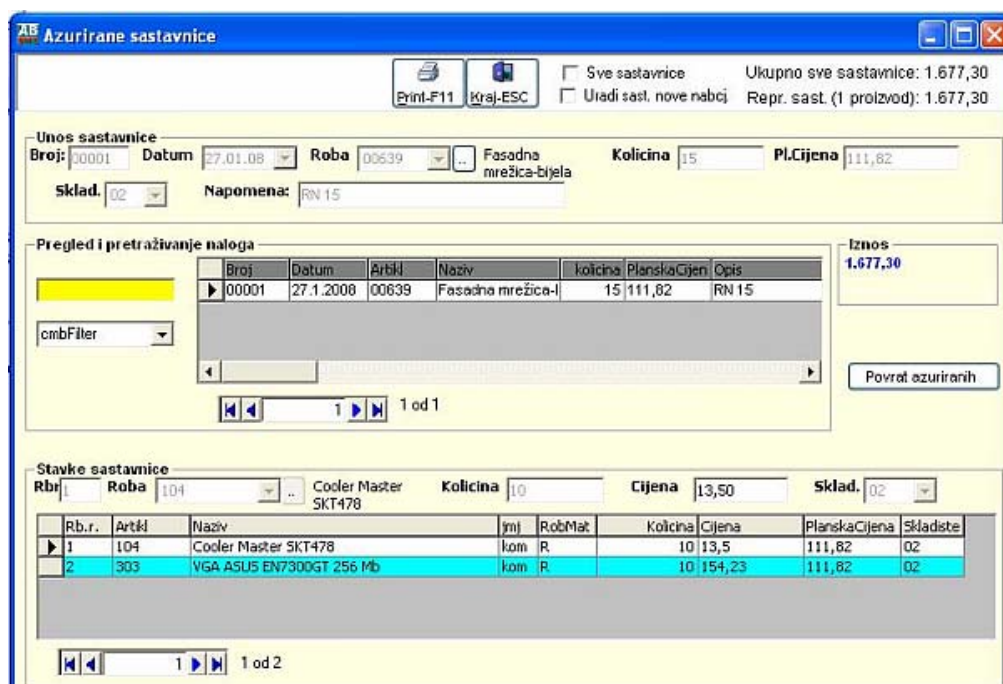 Azurirane sastavnice
Print-F11 Kraj-ESC
Sve sastavnice Ukupno sve sastavnice: 1.677,30
Uradi sast. nove nabcj Repr. sast. (1 proizvod): 1.677,30
Unos sastavnice
Broj: 00001 Datum 27.01.08 Roba 00639 .. Fasadna mrežica-bijela Kolicina 15 Pl.Cijena 111,82
Sklad. 02 Napomena: RN 15
Pregled i pretraživanje naloga
Iznos
1.677,30
Broj Datum Artikl Naziv kolicina PlanskaCijen Opis
00001 27.1.2008 00639 Fasadna mrežica-l 15 111,82 RN 15
cmbFilter
Povrat azuriranih
1 1 od 1
Stavke sastavnice
Rbr 1 Roba 104 .. Cooler Master SKT478 Kolicina 10 Cijena 13,50 Sklad. 02
Rb.r. Artikl Naziv jmj RobMat Kolicina Cijena PlanskaCijena Skladiste
1 104 Cooler Master SKT478 kom R 10 13,5 111,82 02
2 303 VGA ASUS EN7300GT 256 Mb kom R 10 154,23 111,82 02
1 1 od 2